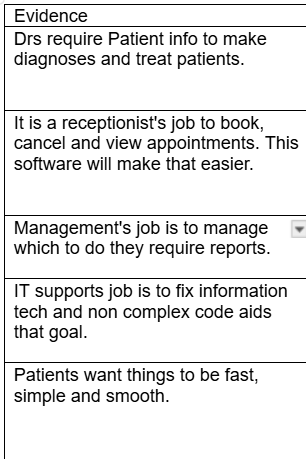 Evidence
Drs require Patient info to make
diagnoses and treat patients.
It is a receptionist's job to book,
cancel and view appointments. This
software will make that easier.
Management's job is to manage
which to do they require reports.
IT supports job is to fix information
tech and non complex code aids
that goal.
Patients want things to be fast,
simple and smooth.